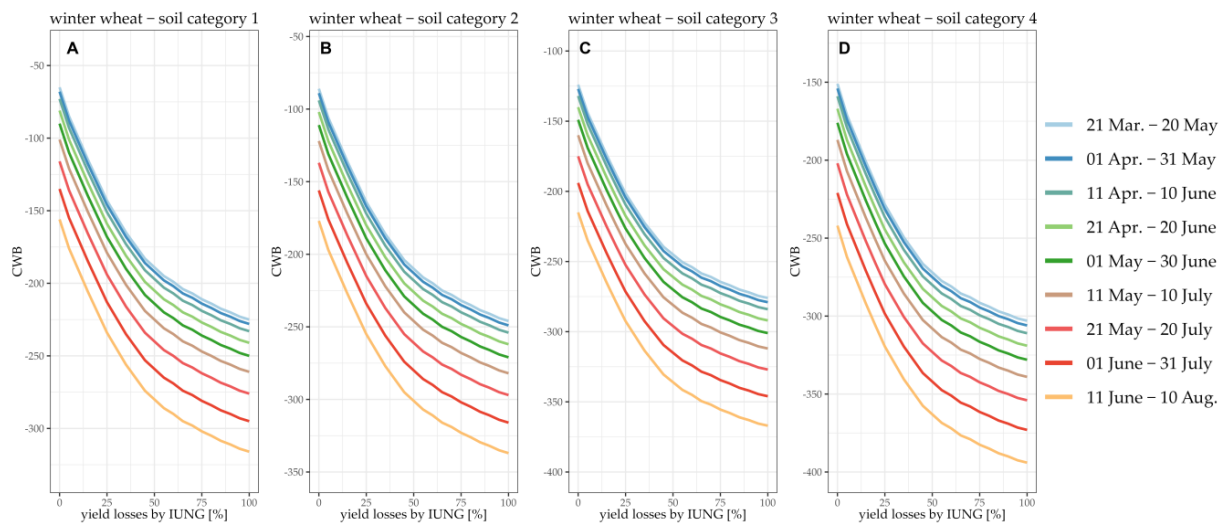 winter wheat – soil category 1
winter wheat – soil category 2
winter wheat – soil category 3
winter wheat – soil category 4
A
B
C
D
CWB
-50
-100
-150
-200
-250
-300
0
25
50
75
100
yield losses by IUNG [%]
CWB
-50
-100
-150
-200
-250
-300
-350
0
25
50
75
100
yield losses by IUNG [%]
CWB
-100
-150
-200
-250
-300
-350
-400
0
25
50
75
100
yield losses by IUNG [%]
CWB
-150
-200
-250
-300
-350
-400
0
25
50
75
100
yield losses by IUNG [%]
21 Mar. – 20 May
01 Apr. – 31 May
11 Apr. – 10 June
21 Apr. – 20 June
01 May – 30 June
11 May – 10 July
21 May – 20 July
01 June – 31 July
11 June – 10 Aug.